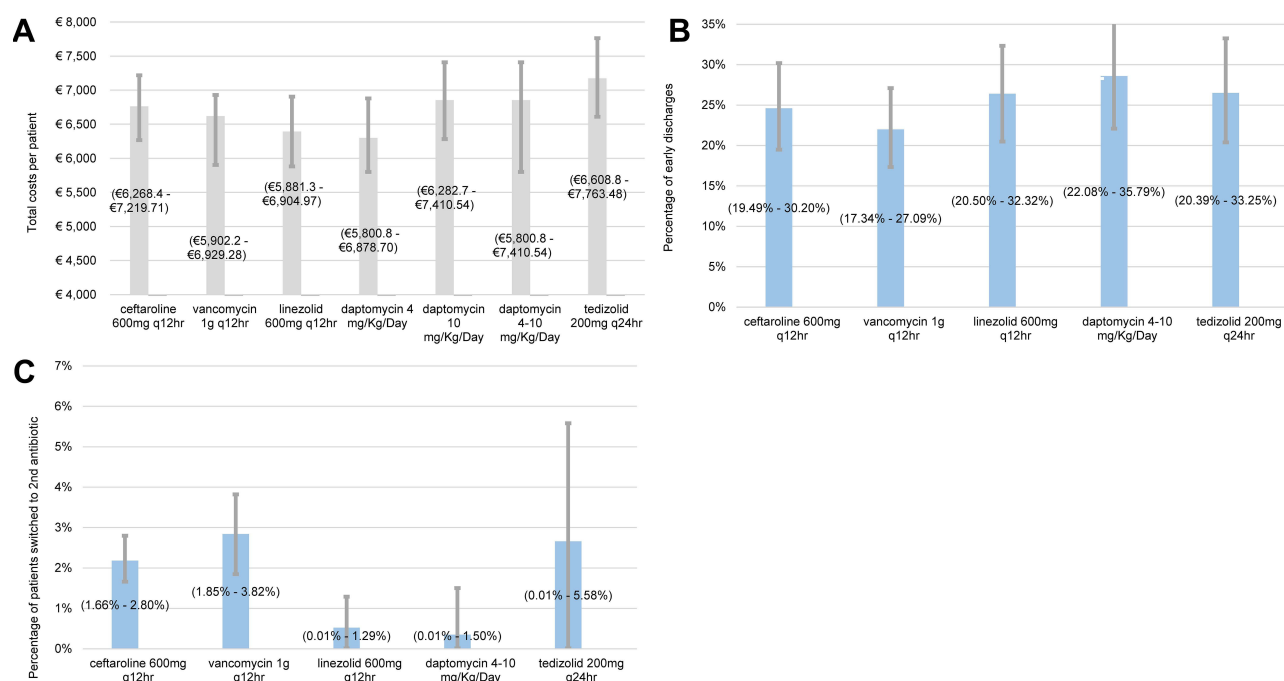 A
Total costs per patient
€ 8,000
€ 7,500
€ 7,000
€ 6,500
€ 6,000
€ 5,500
€ 5,000
€ 4,500
€ 4,000
(€6,268.4 -
€7,219.71)
(€5,902.2 -
€6,929.28)
(€5,881.3 -
€6,904.97)
(€5,800.8 -
€6,878.70)
(€6,282.7 -
€7,410.54)
(€5,800.8 -
€7,410.54)
(€6,608.8 -
€7,763.48)
ceftaroline
600mg q12hr
vancomycin
1g q12hr
linezolid
600mg q12hr
daptomycin 4
mg/Kg/Day
daptomycin
10
mg/Kg/Day
daptomycin
4-10
mg/Kg/Day
tedizolid
200mg q24hr
B
Percentage of early discharges
35%
30%
25%
20%
15%
10%
5%
0%
(19.49% - 30.20%)
(17.34% - 27.09%)
(20.50% - 32.32%)
(22.08% - 35.79%)
(20.39% - 33.25%)
ceftaroline 600mg
q12hr
vancomycin 1g
q12hr
linezolid 600mg
q12hr
daptomycin 4-10
mg/Kg/Day
tedizolid 200mg
q24hr
C
Percentage of patients switched to 2nd antibiotic
7%
6%
5%
4%
3%
2%
1%
0%
(1.66% - 2.80%)
(1.85% - 3.82%)
(0.01% - 1.29%)
(0.01% - 1.50%)
(0.01% - 5.58%)
ceftaroline 600mg
q12hr
vancomycin 1g
q12hr
linezolid 600mg
q12hr
daptomycin 4-10
mg/Kg/Day
tedizolid 200mg
q24hr